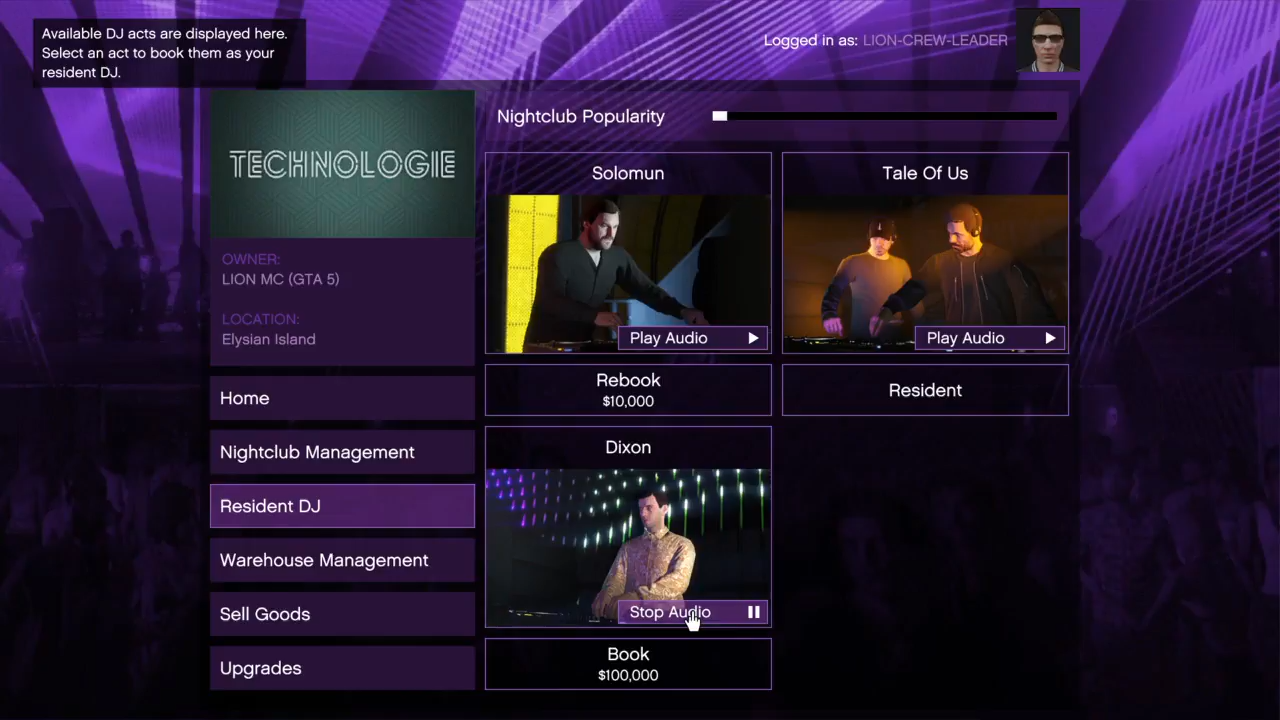 Available DJ acts are displayed here.
Select an act to book them as your
resident DJ.
Logged in as: LION-CREW-LEADER
TECHNOLOGIE
OWNER:
LION MC (GTA 5)
LOCATION:
Elysian Island
Home
Nightclub Management
Resident DJ
Warehouse Management
Sell Goods
Upgrades
Nightclub Popularity
Solomun
Play Audio
Rebook
$10,000
Tale Of Us
Play Audio
Resident
Dixon
Stop Audio
Book
$100,000